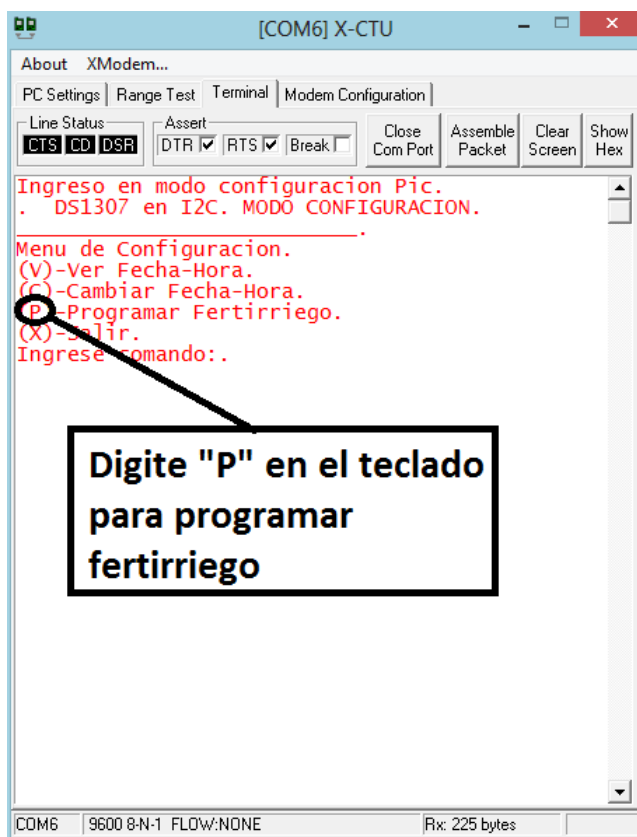 [COM6] X-CTU
About XModem...
PC Settings Range Test Terminal Modem Configuration
Line Status
CTS CD DSR
Assert
DTR RTS Break
Close Com Port
Assemble Packet
Clear Screen
Show Hex
Ingreso en modo configuracion Pic.
. DS1307 en I2C. MODO CONFIGURACION.
____________________________.
Menu de Configuracion.
(V)-Ver Fecha-Hora.
(C)-Cambiar Fecha-Hora.
(P)-Programar Fertirriego.
(X)-Salir.
Ingrese comando:.
Digite "P" en el teclado
para programar
fertirriego
COM6 9600 8-N-1 FLOW:NONE Rx: 225 bytes